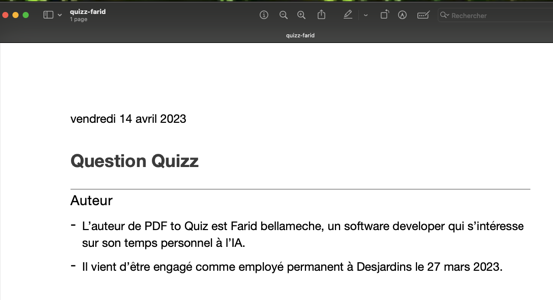 quizz-farid
1 page
Rechercher
quizz-farid
vendredi 14 avril 2023
Question Quizz
Auteur
- L'auteur de PDF to Quiz est Farid bellameche, un software developer qui s'intéresse
sur son temps personnel à l'IA.
- Il vient d'être engagé comme employé permanent à Desjardins le 27 mars 2023.